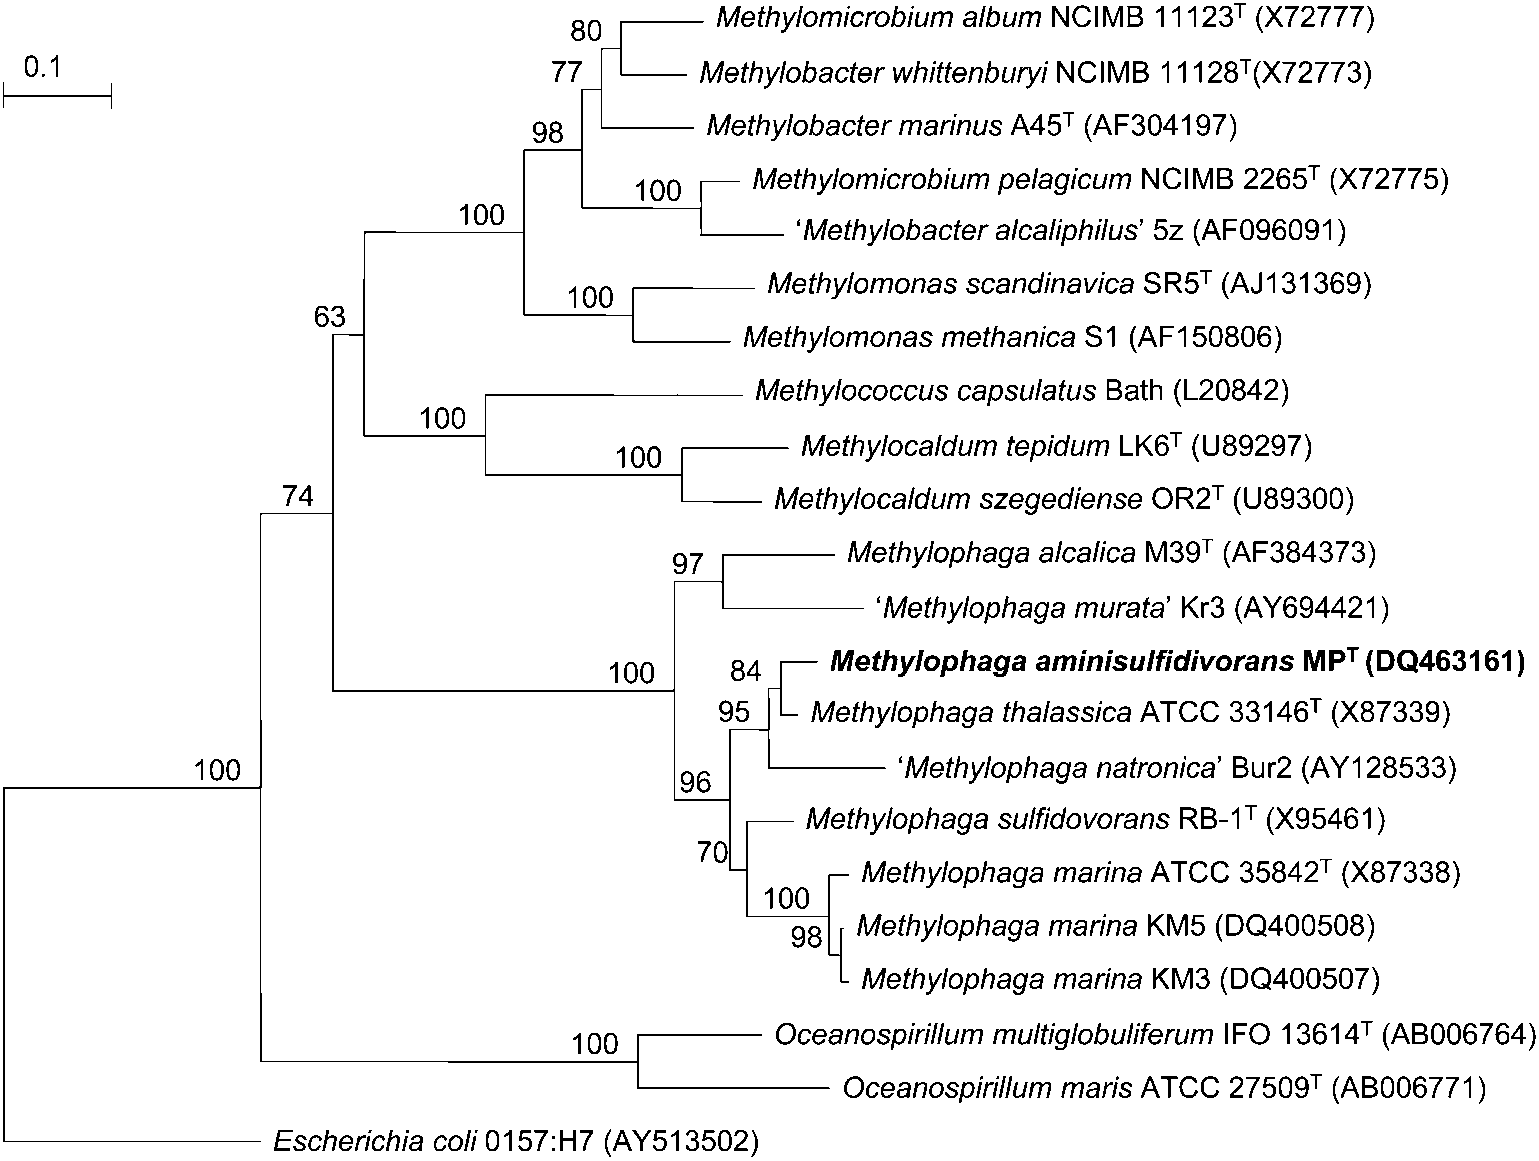 0.1
80
Methylomicrobium album NCIMB 11123ᵀ (X72777)
77
Methylobacter whittenburyi NCIMB 11128ᵀ(X72773)
98
Methylobacter marinus A45ᵀ (AF304197)
100
Methylomicrobium pelagicum NCIMB 2265ᵀ (X72775)
100
‘Methylobacter alcaliphilus’ 5z (AF096091)
100
Methylomonas scandinavica SR5ᵀ (AJ131369)
63
Methylomonas methanica S1 (AF150806)
Methylococcus capsulatus Bath (L20842)
100
Methylocaldum tepidum LK6ᵀ (U89297)
100
74
Methylocaldum szegediense OR2ᵀ (U89300)
97
Methylophaga alcalica M39ᵀ (AF384373)
‘Methylophaga murata’ Kr3 (AY694421)
100
84
Methylophaga aminisulfidivorans MPᵀ (DQ463161)
95
Methylophaga thalassica ATCC 33146ᵀ (X87339)
100
96
‘Methylophaga natronica’ Bur2 (AY128533)
Methylophaga sulfidovorans RB-1ᵀ (X95461)
70
Methylophaga marina ATCC 35842ᵀ (X87338)
100
Methylophaga marina KM5 (DQ400508)
98
Methylophaga marina KM3 (DQ400507)
100
Oceanospirillum multiglobuliferum IFO 13614ᵀ (AB006764)
Oceanospirillum maris ATCC 27509ᵀ (AB006771)
Escherichia coli 0157:H7 (AY513502)